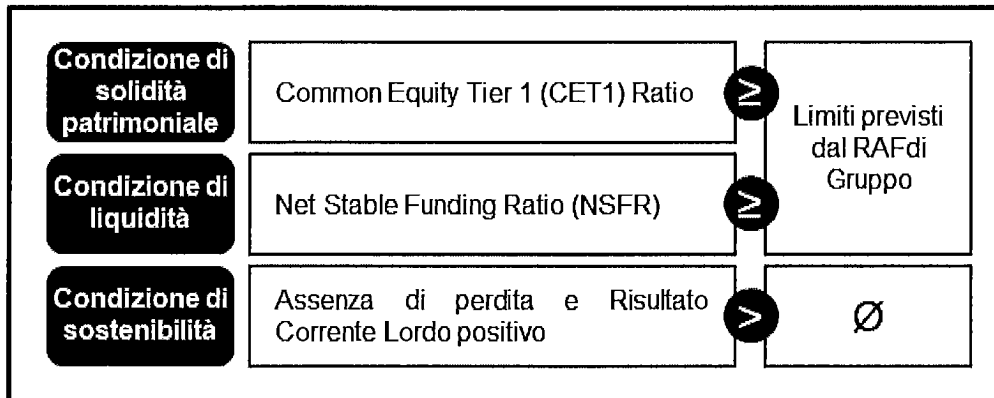 Condizione di
solidità
patrimoniale
Common Equity Tier 1 (CET1) Ratio
≥
Limiti previsti
dal RAFdi
Gruppo
Condizione di
liquidità
Net Stable Funding Ratio (NSFR)
≥
Condizione di
sostenibilità
Assenza di perdita e Risultato
Corrente Lordo positivo
>
Ø